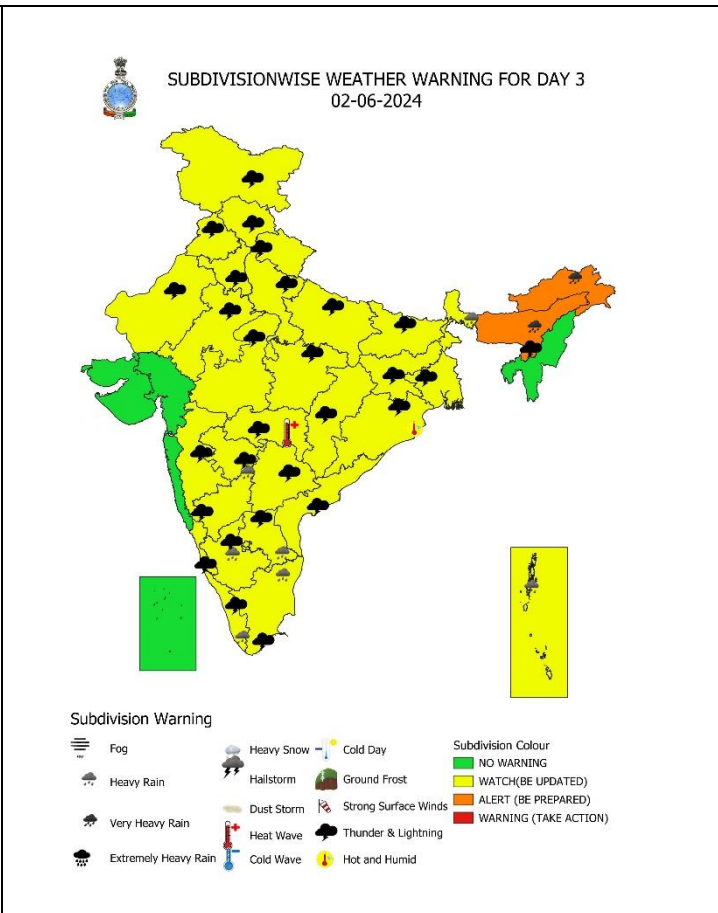 SUBDIVISIONWISE WEATHER WARNING FOR DAY 3
02-06-2024
Subdivision Warning
Fog
Heavy Rain
Very Heavy Rain
Extremely Heavy Rain
Heavy Snow
Hailstorm
Dust Storm
Heat Wave
Cold Wave
Cold Day
Ground Frost
Strong Surface Winds
Thunder & Lightning
Hot and Humid
Subdivision Colour
NO WARNING
WATCH(BE UPDATED)
ALERT (BE PREPARED)
WARNING (TAKE ACTION)